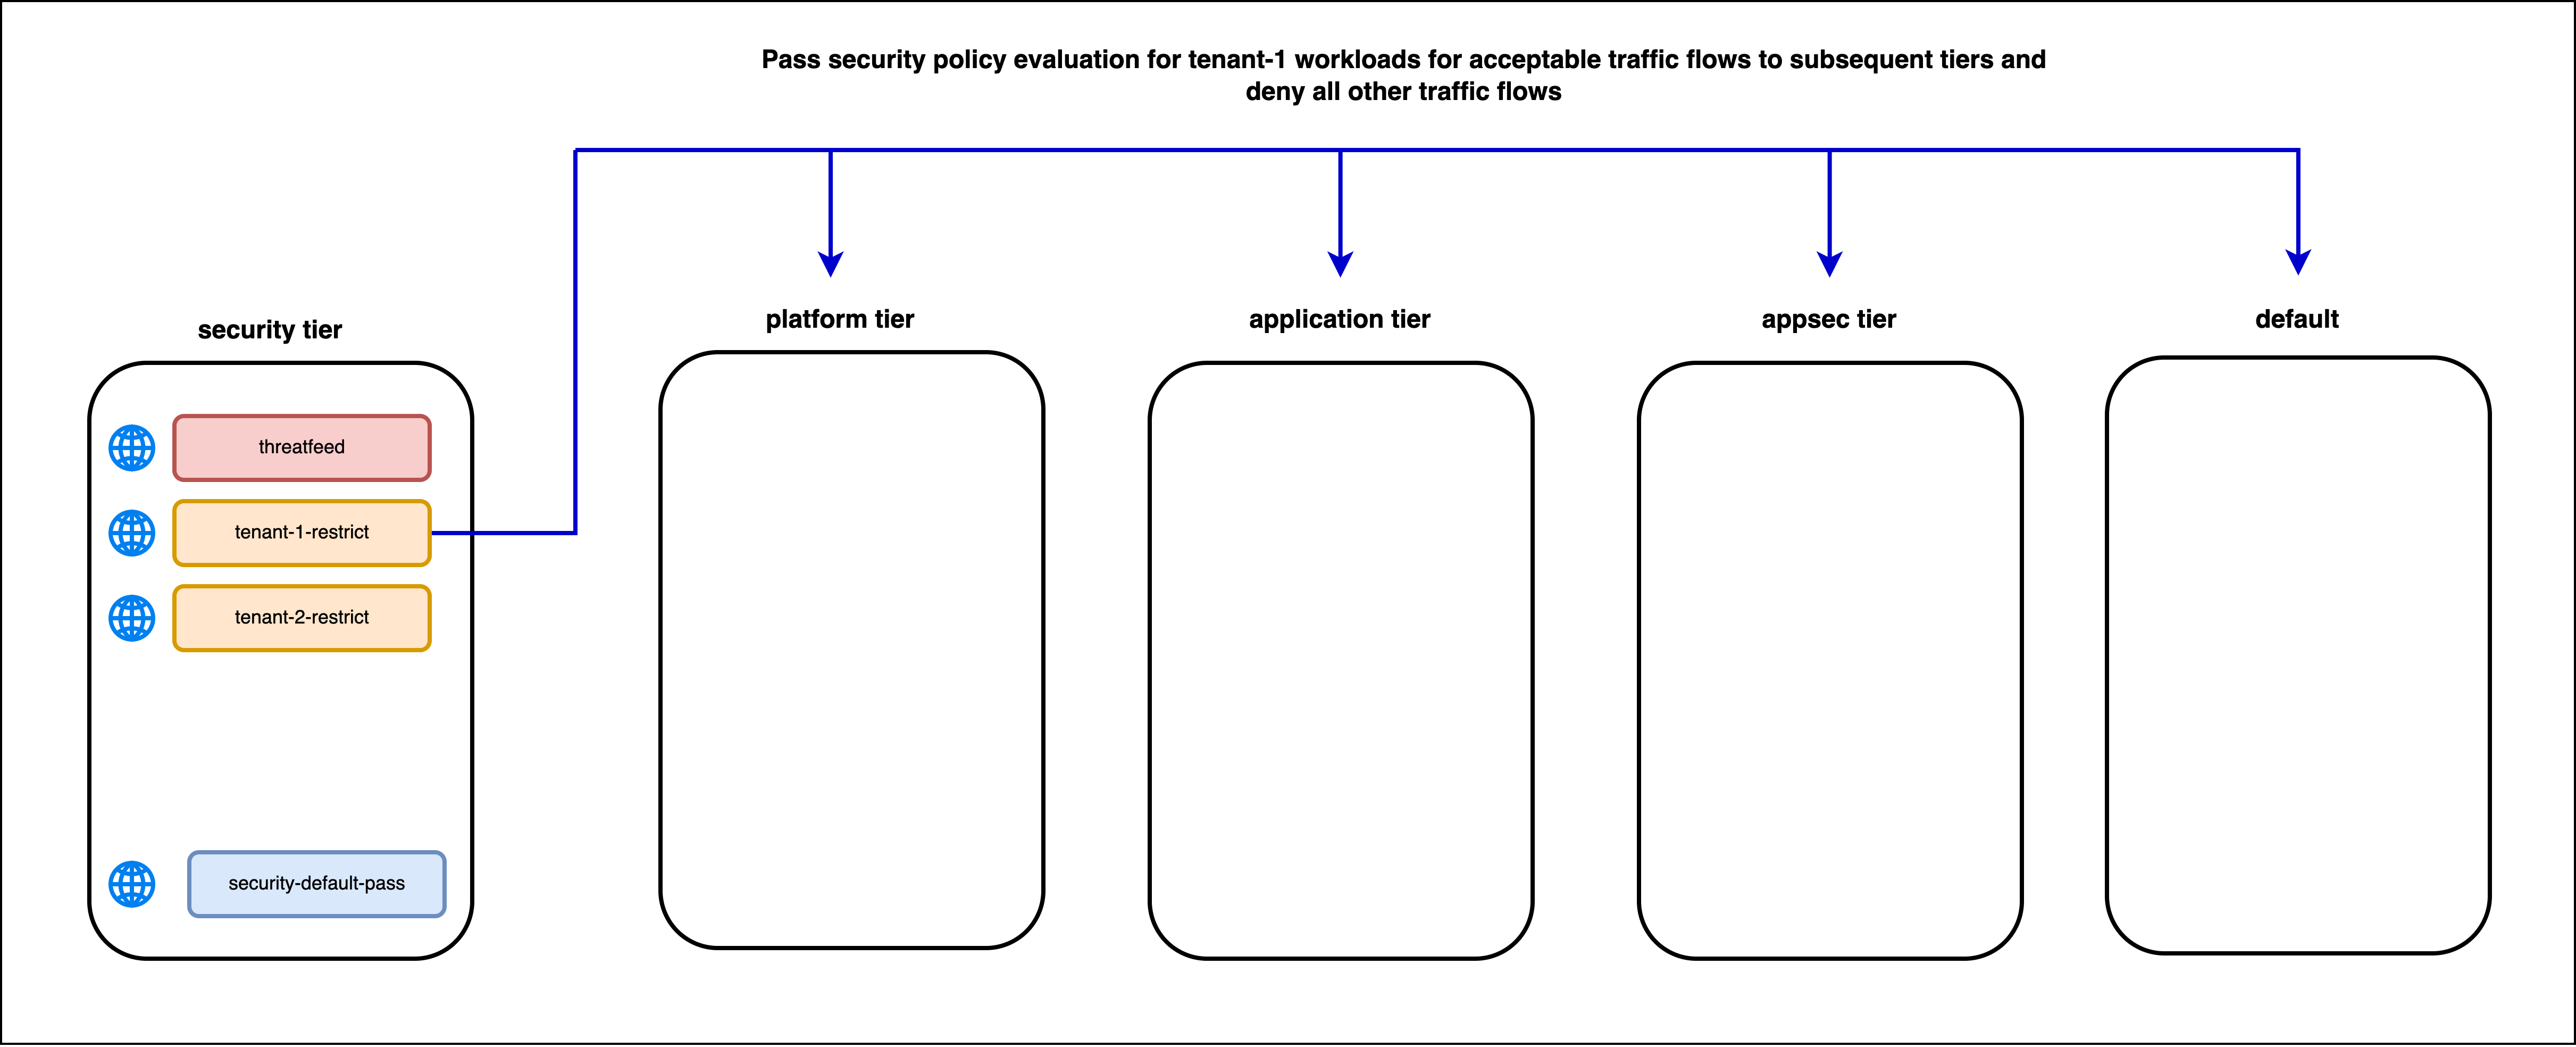 Pass security policy evaluation for tenant-1 workloads for acceptable traffic flows to subsequent tiers and
deny all other traffic flows
security tier
platform tier
application tier
appsec tier
default
threatfeed
tenant-1-restrict
tenant-2-restrict
security-default-pass